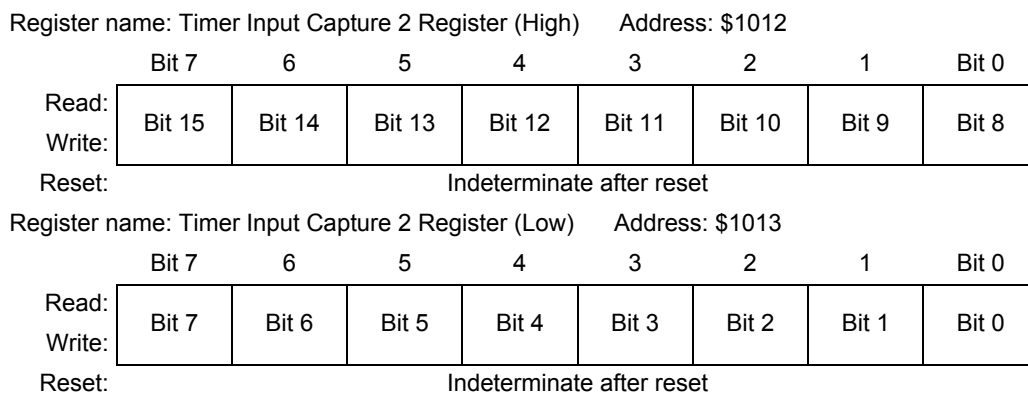 Register name: Timer Input Capture 2 Register (High) Address: $1012
Bit 7 6 5 4 3 2 1 Bit 0
Read:
Bit 15 Bit 14 Bit 13 Bit 12 Bit 11 Bit 10 Bit 9 Bit 8
Write:
Reset: Indeterminate after reset
Register name: Timer Input Capture 2 Register (Low) Address: $1013
Bit 7 6 5 4 3 2 1 Bit 0
Read:
Bit 7 Bit 6 Bit 5 Bit 4 Bit 3 Bit 2 Bit 1 Bit 0
Write:
Reset: Indeterminate after reset